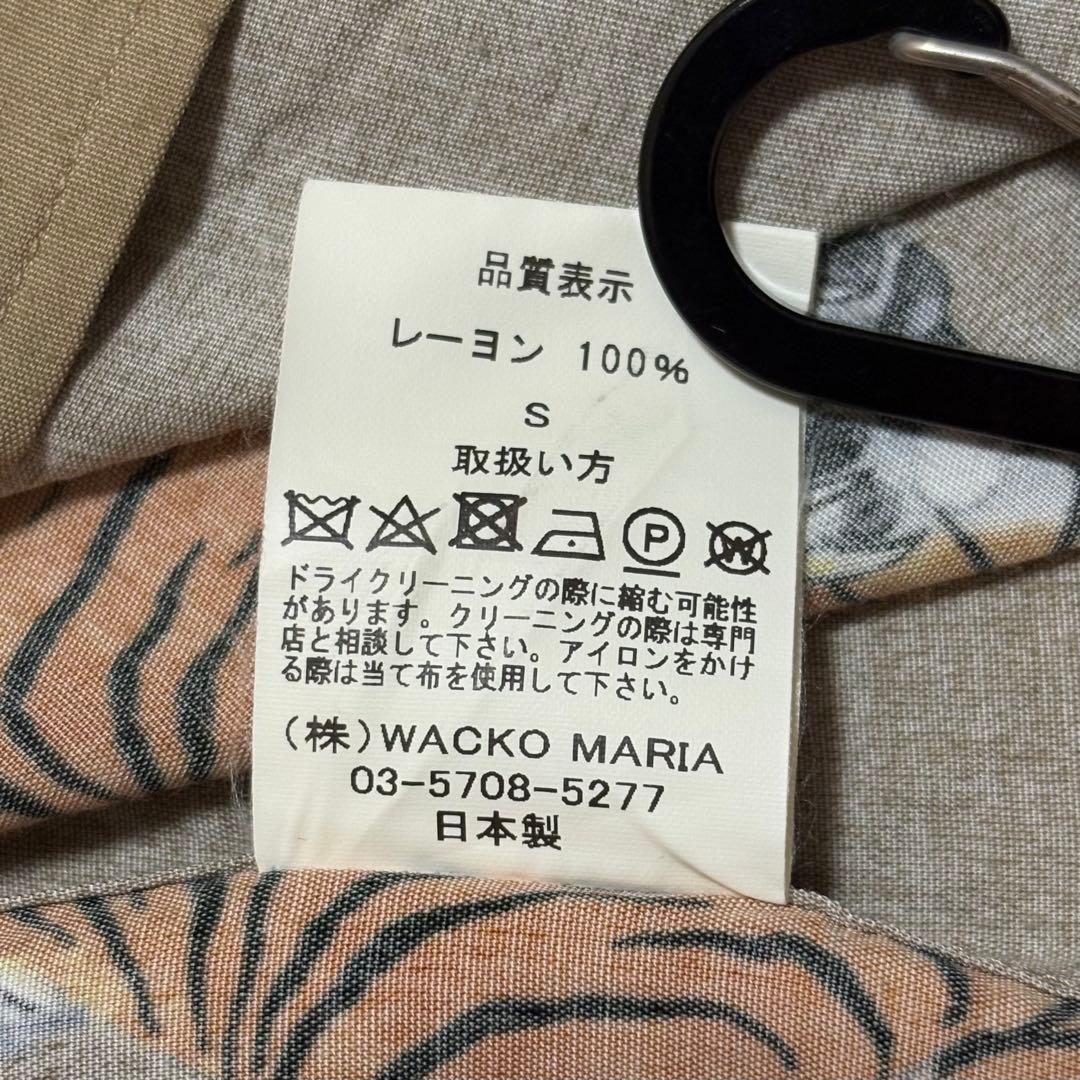 品質表示
レーヨン 100%
S
取扱い方
P W
ドライクリーニングの際に縮む可能性
があります。クリーニングの際は専門
店と相談して下さい。アイロンをかけ
る際は当て布を使用して下さい。
(株)WACKO MARIA
03-5708-5277
日本製